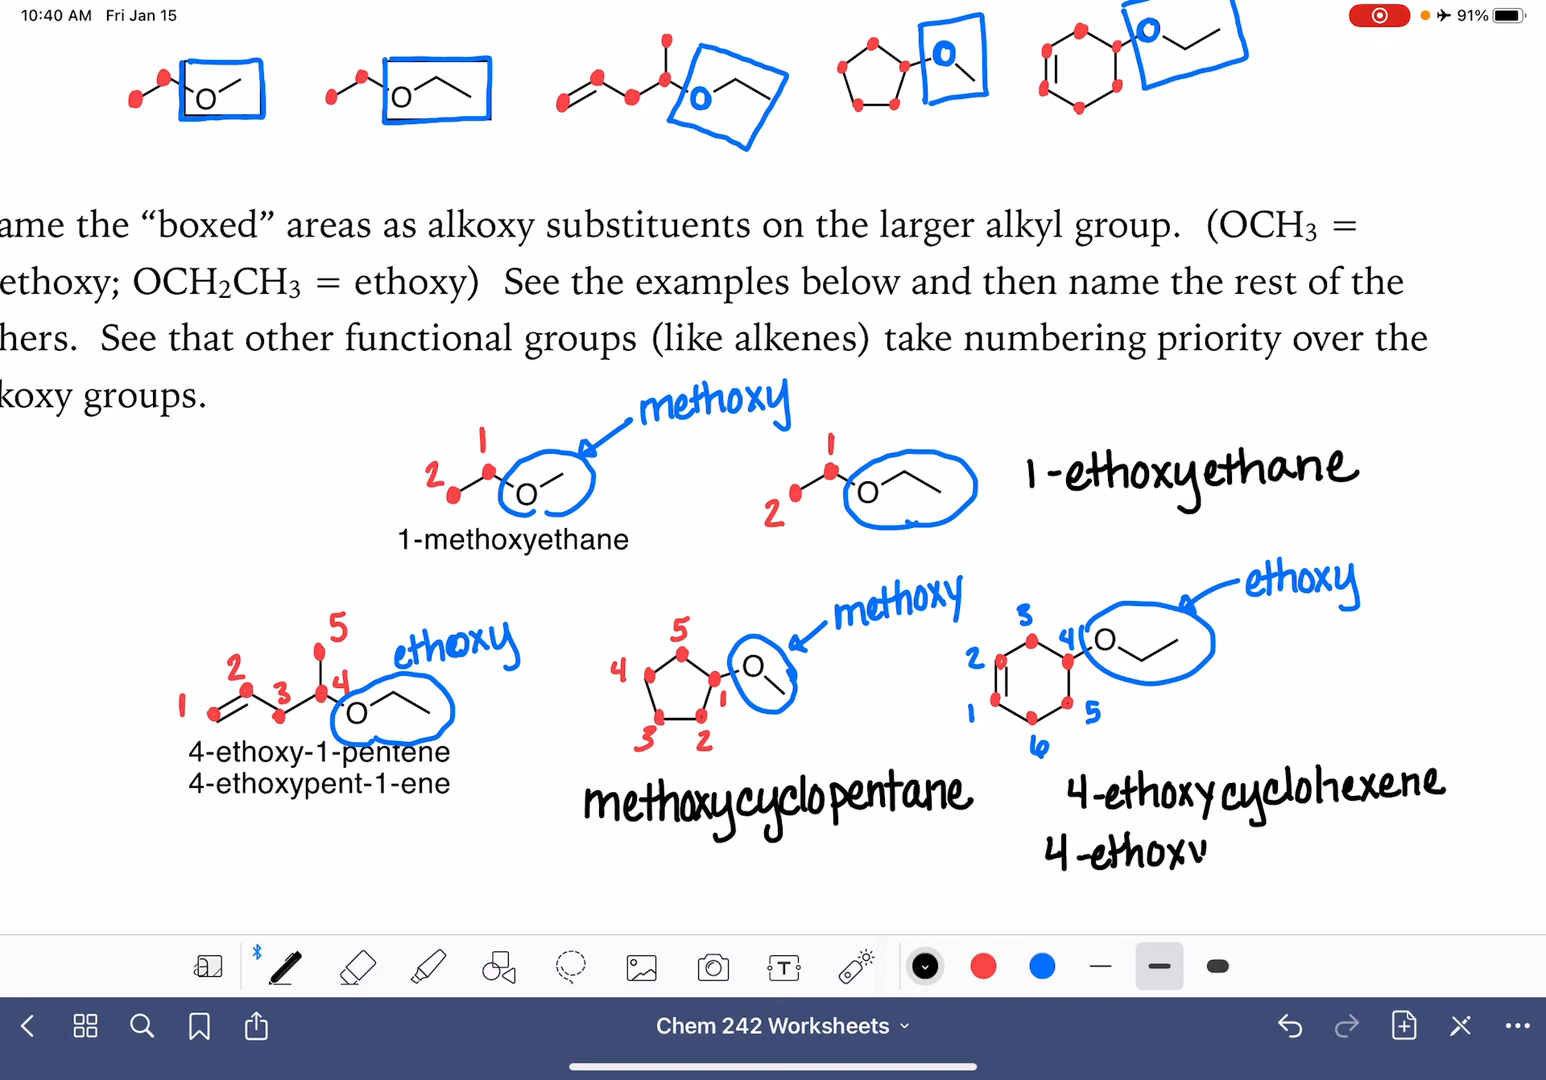 10:40 AM Fri Jan 15
91%
O
O
O
O
O
ame the “boxed” areas as alkoxy substituents on the larger alkyl group. (OCH₃ =
ethoxy; OCH₂CH₃ = ethoxy) See the examples below and then name the rest of the
hers. See that other functional groups (like alkenes) take numbering priority over the
koxy groups.
methoxy
1
2
O
1-methoxyethane
1
2
O
1-ethoxyethane
5
ethoxy
1
2
3
4
O
4-ethoxy-1-pentene
4-ethoxypent-1-ene
methoxy
5
4
O
1
3
2
methoxycyclopentane
ethoxy
3
4
O
2
1
5
6
4-ethoxycyclohexene
4-ethoxy
T
Chem 242 Worksheets